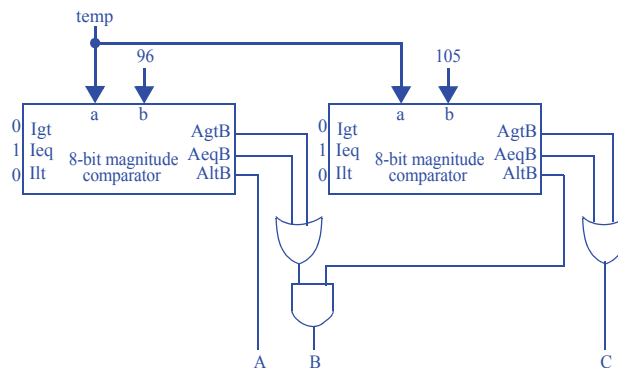 temp
96
105
a
b
a
b
0
Igt
AgtB
0
Igt
AgtB
1
Ieq
AeqB
1
Ieq
AeqB
8-bit magnitude
comparator
8-bit magnitude
comparator
0
Ilt
AltB
0
Ilt
AltB
A
B
C